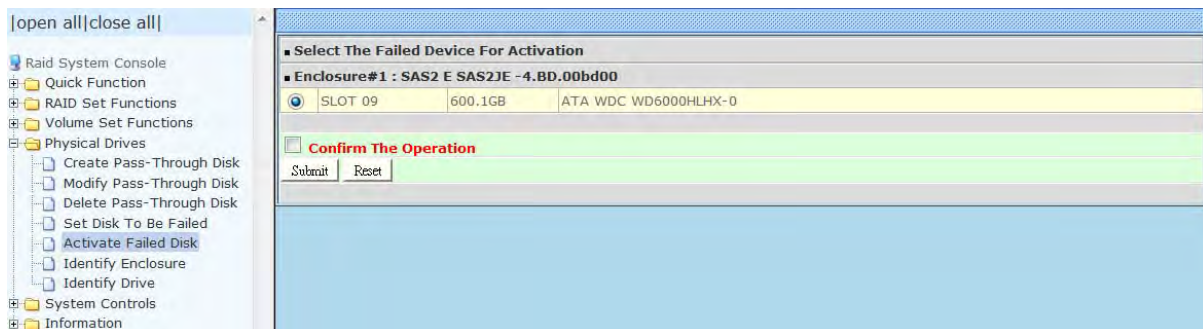 |open all|close all|
Raid System Console
Quick Function
RAID Set Functions
Volume Set Functions
Physical Drives
Create Pass-Through Disk
Modify Pass-Through Disk
Delete Pass-Through Disk
Set Disk To Be Failed
Activate Failed Disk
Identify Enclosure
Identify Drive
System Controls
Information
Select The Failed Device For Activation
Enclosure#1 : SAS2 E SAS2JE -4.BD.00bd00
SLOT 09 600.1GB ATA WDC WD6000HLHX-0
Confirm The Operation
Submit Reset